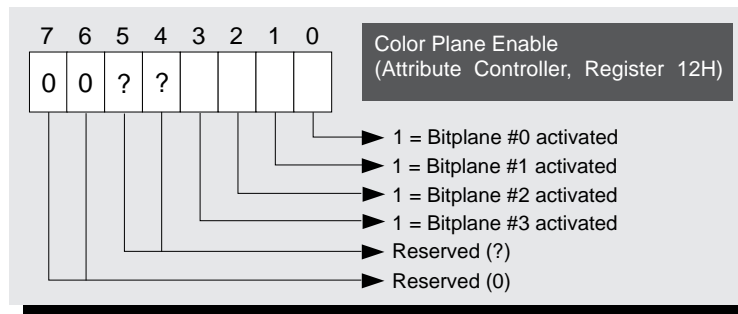 7 6 5 4 3 2 1 0
0 0 ? ?
Color Plane Enable
(Attribute Controller, Register 12H)
1 = Bitplane #0 activated
1 = Bitplane #1 activated
1 = Bitplane #2 activated
1 = Bitplane #3 activated
Reserved (?)
Reserved (0)